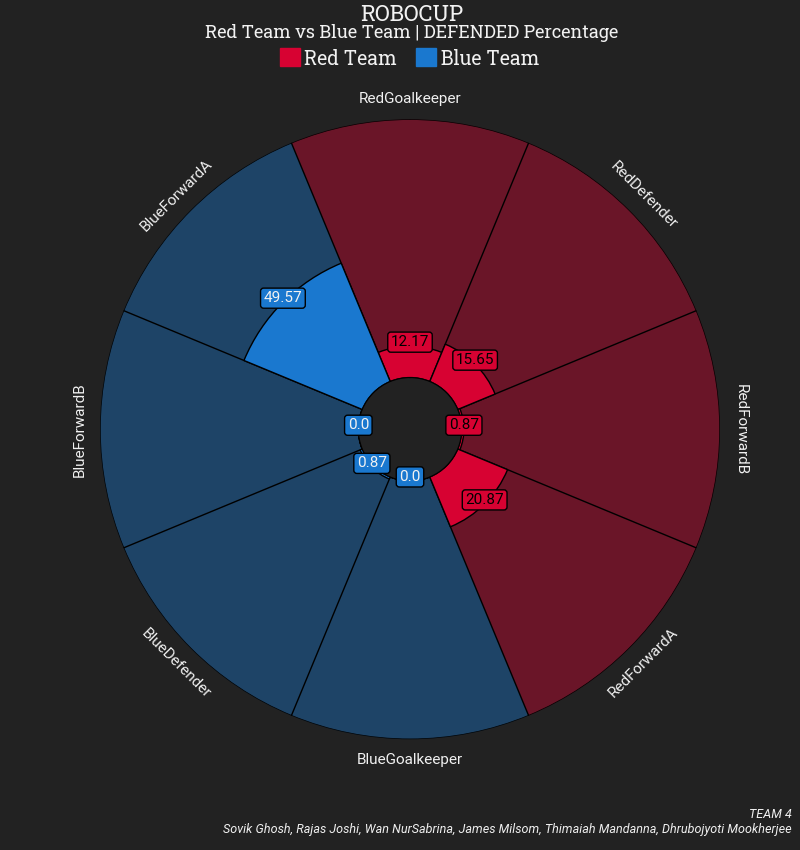 ROBOCUP
Red Team vs Blue Team | DEFENDED Percentage
Red Team
Blue Team
RedGoalkeeper
BlueForwardA
RedDefender
49.57
12.17
15.65
BlueForwardB
0.0
0.87
RedForwardB
0.87
0.0
20.87
BlueDefender
RedForwardA
BlueGoalkeeper
TEAM 4
Sovik Ghosh, Rajas Joshi, Wan NurSabrina, James Milsom, Thimaiah Mandanna, Dhrubojyoti Mookherjee